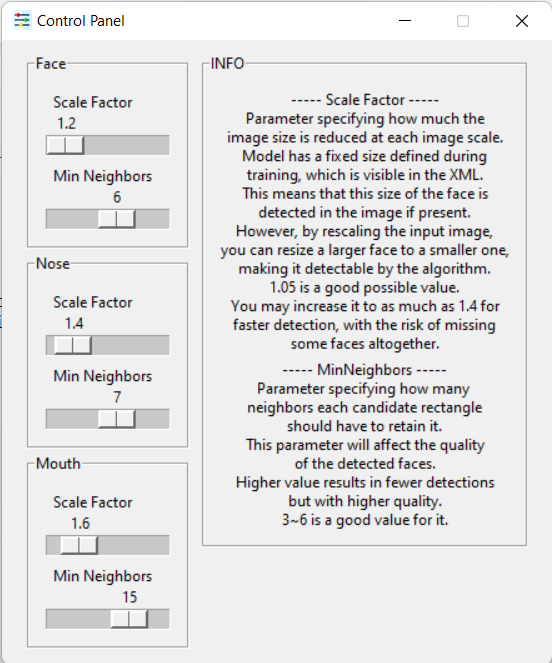 Control Panel
Face
Scale Factor
1.2
Min Neighbors
6
Nose
Scale Factor
1.4
Min Neighbors
7
Mouth
Scale Factor
1.6
Min Neighbors
15
INFO
----- Scale Factor -----
Parameter specifying how much the
image size is reduced at each image scale.
Model has a fixed size defined during
training, which is visible in the XML.
This means that this size of the face is
detected in the image if present.
However, by rescaling the input image,
you can resize a larger face to a smaller one,
making it detectable by the algorithm.
1.05 is a good possible value.
You may increase it to as much as 1.4 for
faster detection, with the risk of missing
some faces altogether.
----- MinNeighbors -----
Parameter specifying how many
neighbors each candidate rectangle
should have to retain it.
This parameter will affect the quality
of the detected faces.
Higher value results in fewer detections
but with higher quality.
3~6 is a good value for it.